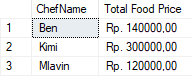 ChefName Total Food Price
1 Ben Rp. 140000,00
2 Kimi Rp. 300000,00
3 Mlavin Rp. 120000,00